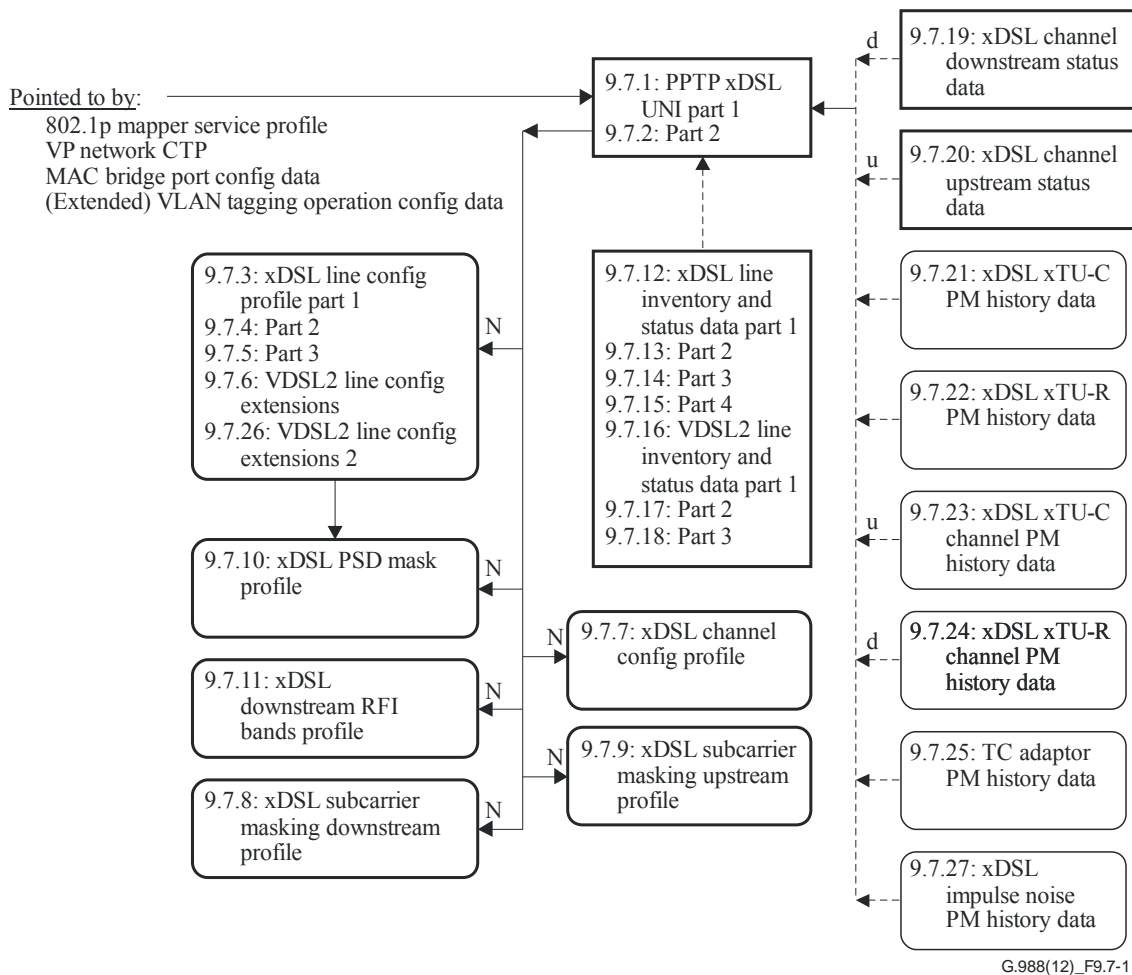 Pointed to by:
802.1p mapper service profile
VP network CTP
MAC bridge port config data
(Extended) VLAN tagging operation config data
9.7.1: PPTP xDSL
UNI part 1
9.7.2: Part 2
9.7.3: xDSL line config
profile part 1
9.7.4: Part 2
9.7.5: Part 3
9.7.6: VDSL2 line config
extensions
9.7.26: VDSL2 line config
extensions 2
N
9.7.10: xDSL PSD mask
profile
N
9.7.11: xDSL
downstream RFI
bands profile
N
9.7.8: xDSL subcarrier
masking downstream
profile
N
9.7.12: xDSL line
inventory and
status data part 1
9.7.13: Part 2
9.7.14: Part 3
9.7.15: Part 4
9.7.16: VDSL2 line
inventory and
status data part 1
9.7.17: Part 2
9.7.18: Part 3
N
9.7.7: xDSL channel
config profile
N
9.7.9: xDSL subcarrier
masking upstream
profile
d
9.7.19: xDSL channel
downstream status
data
u
9.7.20: xDSL channel
upstream status
data
9.7.21: xDSL xTU-C
PM history data
9.7.22: xDSL xTU-R
PM history data
u
9.7.23: xDSL xTU-C
channel PM
history data
d
9.7.24: xDSL xTU-R
channel PM
history data
9.7.25: TC adaptor
PM history data
9.7.27: xDSL
impulse noise
PM history data
G.988(12)_F9.7-1